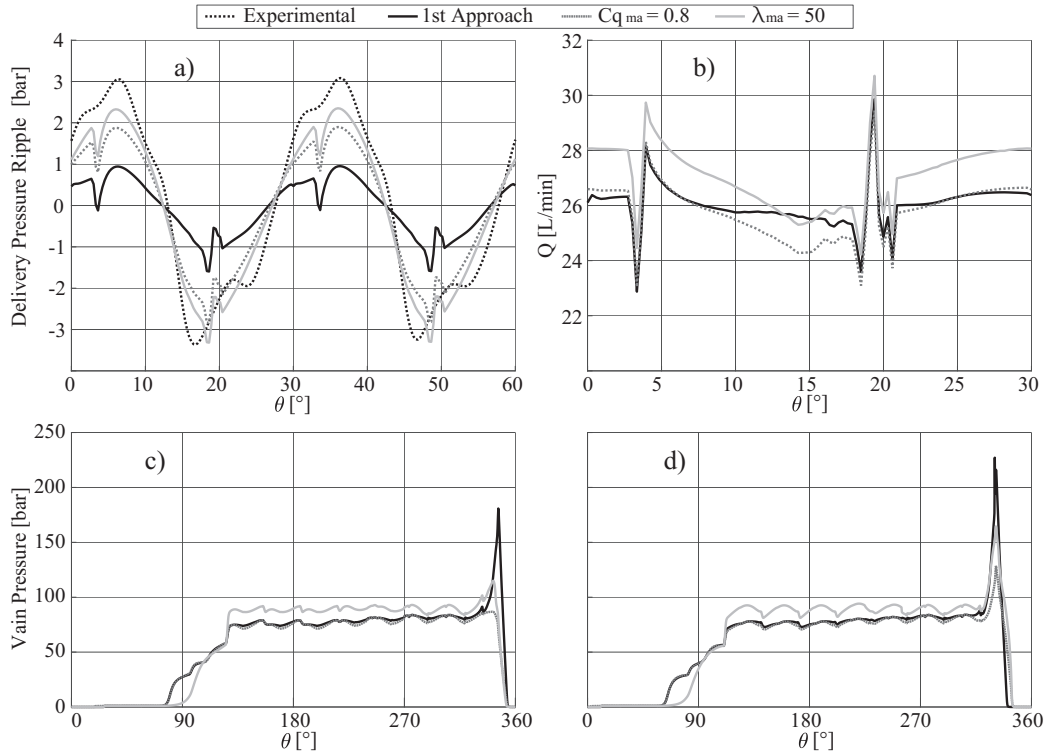 Experimental 1st Approach Cq ma = 0.8 λma = 50
a)
Delivery Pressure Ripple [bar]
4
3
2
1
0
-1
-2
-3
0 10 20 30 40 50 60
θ [°]
b)
Q [L/min]
32
30
28
26
24
22
0 5 10 15 20 25 30
θ [°]
c)
Vain Pressure [bar]
250
200
150
100
50
0
0 90 180 270 360
θ [°]
d)
0 90 180 270 360
θ [°]